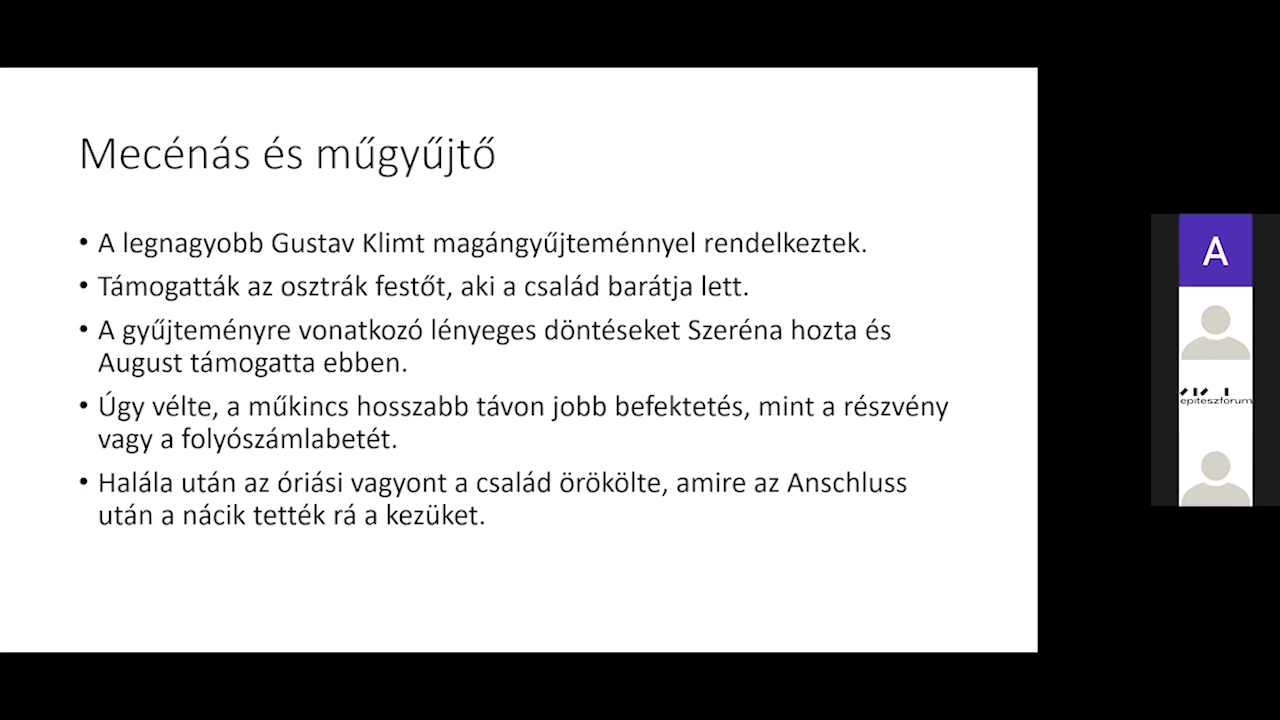 Mecénás és műgyűjtő
• A legnagyobb Gustav Klimt magángyűjteménnyel rendelkeztek.
• Támogatták az osztrák festőt, aki a család barátja lett.
• A gyűjteményre vonatkozó lényeges döntéseket Szeréna hozta és
August támogatta ebben.
• Úgy vélte, a műkincs hosszabb távon jobb befektetés, mint a részvény
vagy a folyószámlabetét.
• Halála után az óriási vagyont a család örökölte, amire az Anschluss
után a nácik tették rá a kezüket.
A
epiteszforum